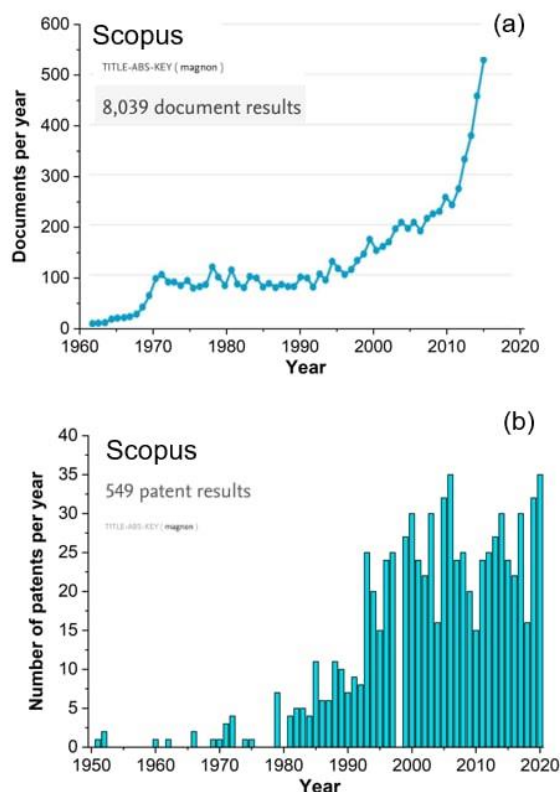 (a)
Scopus
TITLE-ABS-KEY ( magnon )
8,039 document results
Documents per year
600
500
400
300
200
100
0
1960 1970 1980 1990 2000 2010 2020
Year
(b)
Scopus
549 patent results
TITLE-ABS-KEY ( magnon )
Number of patents per year
40
35
30
25
20
15
10
5
0
1950 1960 1970 1980 1990 2000 2010 2020
Year